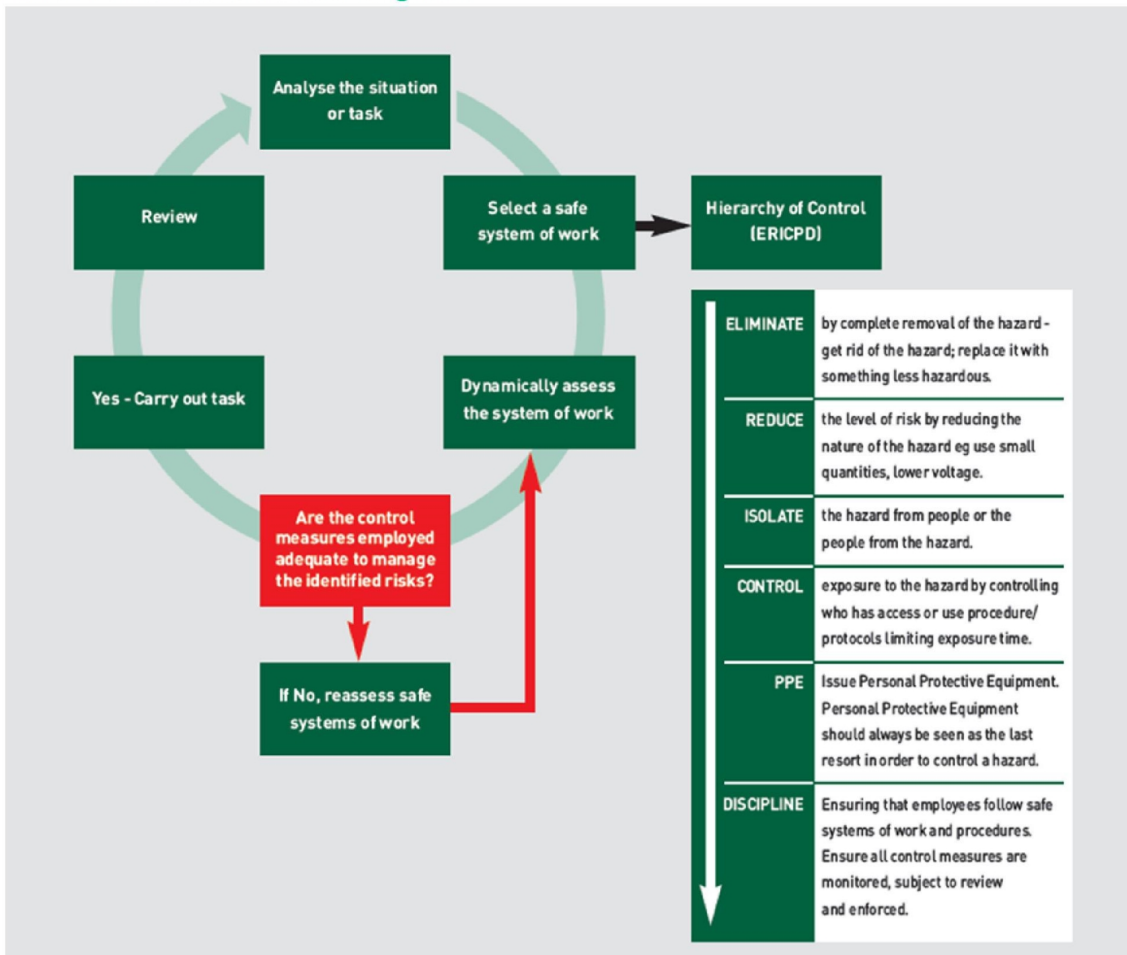 Analyse the situation
or task
Select a safe
system of work
Hierarchy of Control
(ERICPD)
Dynamically assess
the system of work
Are the control
measures employed
adequate to manage
the identified risks?
If No, reassess safe
systems of work
Yes - Carry out task
Review
ELIMINATE by complete removal of the hazard -
get rid of the hazard; replace it with
something less hazardous.
REDUCE the level of risk by reducing the
nature of the hazard eg use small
quantities, lower voltage.
ISOLATE the hazard from people or the
people from the hazard.
CONTROL exposure to the hazard by controlling
who has access or use procedure/
protocols limiting exposure time.
PPE Issue Personal Protective Equipment.
Personal Protective Equipment
should always be seen as the last
resort in order to control a hazard.
DISCIPLINE Ensuring that employees follow safe
systems of work and procedures.
Ensure all control measures are
monitored, subject to review
and enforced.